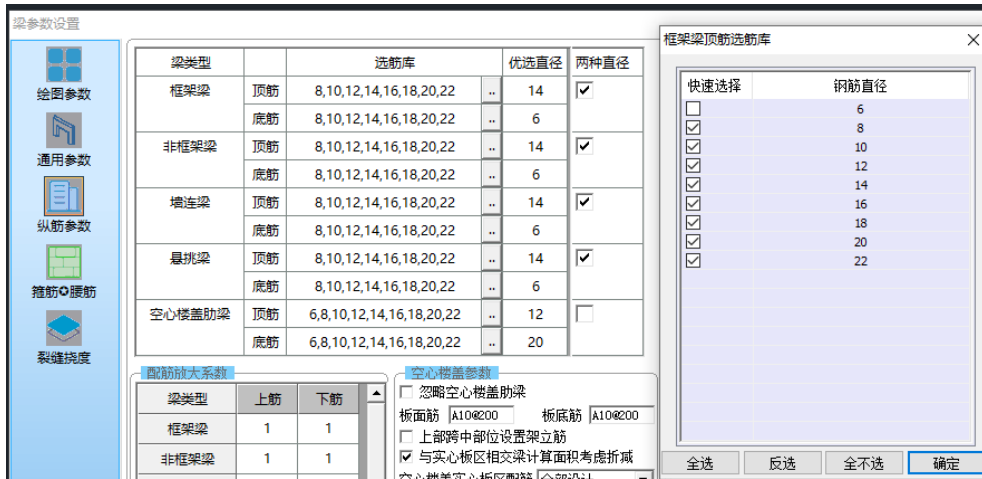 梁参数设置
绘图参数
通用参数
纵筋参数
箍筋✪腰筋
裂缝挠度
梁类型 选筋库 优选直径 两种直径
框架梁 顶筋 8,10,12,14,16,18,20,22 .. 14
底筋 8,10,12,14,16,18,20,22 .. 6
非框架梁 顶筋 8,10,12,14,16,18,20,22 .. 14
底筋 8,10,12,14,16,18,20,22 .. 6
墙连梁 顶筋 8,10,12,14,16,18,20,22 .. 14
底筋 8,10,12,14,16,18,20,22 .. 6
悬挑梁 顶筋 8,10,12,14,16,18,20,22 .. 14
底筋 8,10,12,14,16,18,20,22 .. 6
空心楼盖肋梁 顶筋 6,8,10,12,14,16,18,20,22 .. 12
底筋 6,8,10,12,14,16,18,20,22 .. 20
配筋放大系数
梁类型 上筋 下筋
框架梁 1 1
非框架梁 1 1
空心楼盖参数
忽略空心楼盖肋梁
板面筋 A10@200 板底筋 A10@200
上部跨中部位设置架立筋
与实心板区相交梁计算面积考虑折减
空心楼盖实心板区配筋 全部设计
框架梁顶筋选筋库
快速选择 钢筋直径
6
8
10
12
14
16
18
20
22
全选 反选 全不选 确定